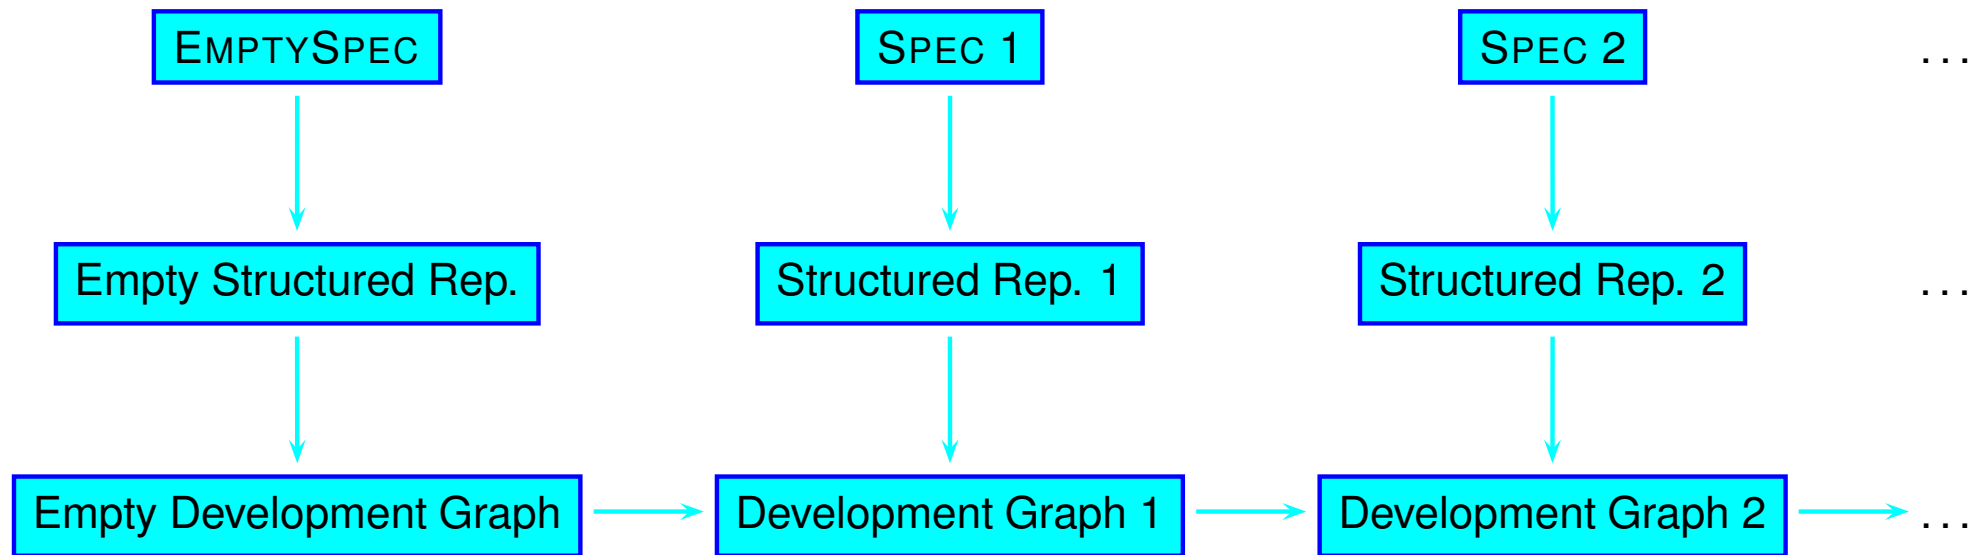 EMPTYSPEC SPEC 1 SPEC 2 ...
Empty Structured Rep. Structured Rep. 1 Structured Rep. 2 ...
Empty Development Graph Development Graph 1 Development Graph 2 ...